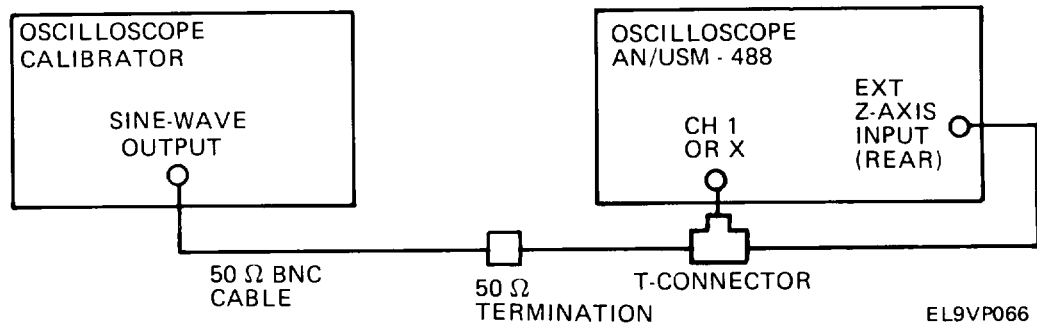 OSCILLOSCOPE
CALIBRATOR
SINE-WAVE
OUTPUT
OSCILLOSCOPE
AN/USM - 488
CH 1
OR X
EXT
Z-AXIS
INPUT
(REAR)
50 Ω BNC
CABLE
50 Ω
TERMINATION
T-CONNECTOR
EL9VP066